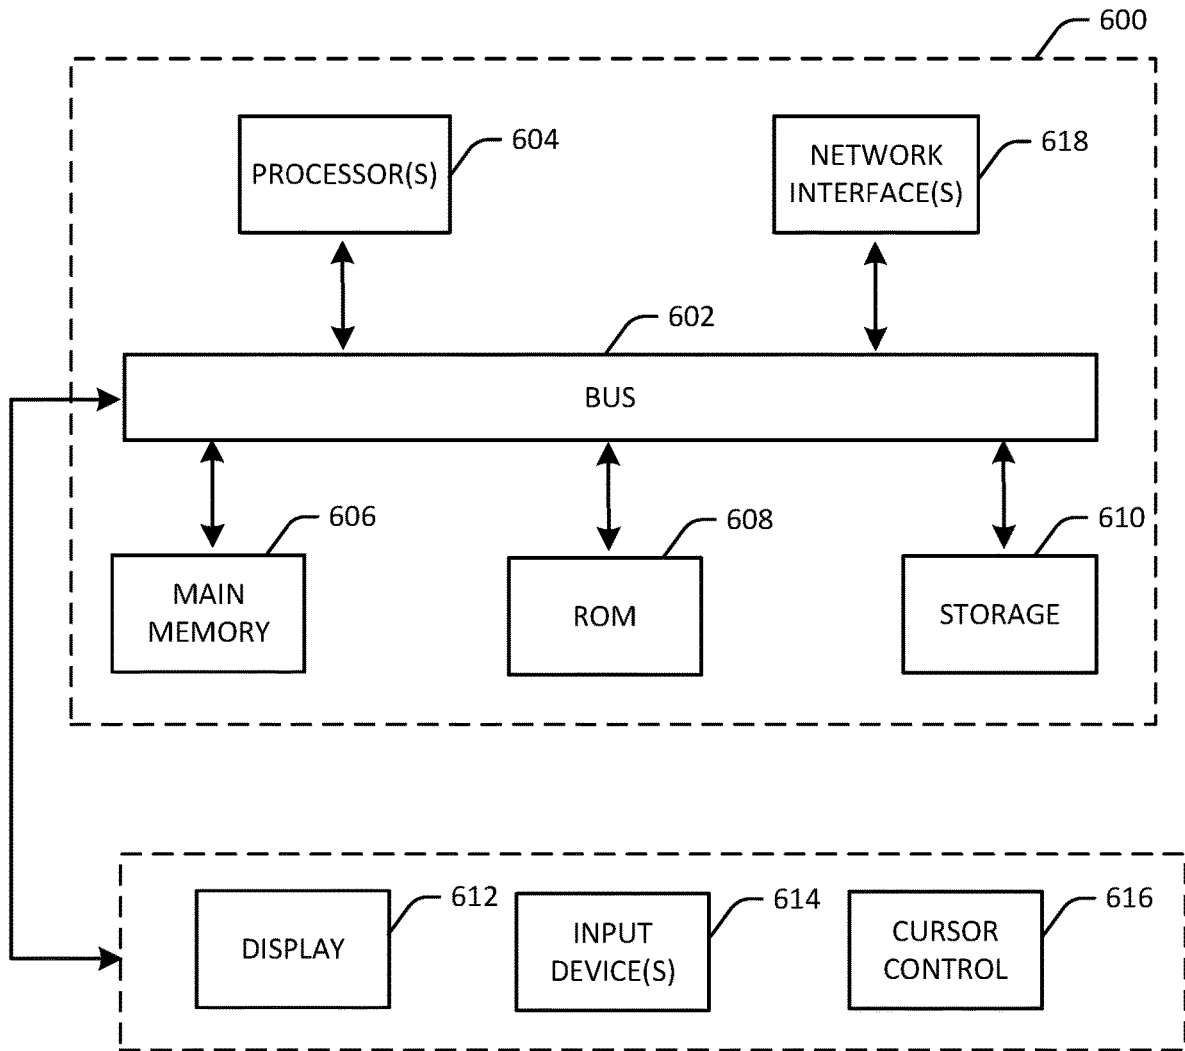 600
PROCESSOR(S)
604
NETWORK
INTERFACE(S)
618
602
BUS
606
MAIN
MEMORY
608
ROM
610
STORAGE
612
DISPLAY
614
INPUT
DEVICE(S)
616
CURSOR
CONTROL